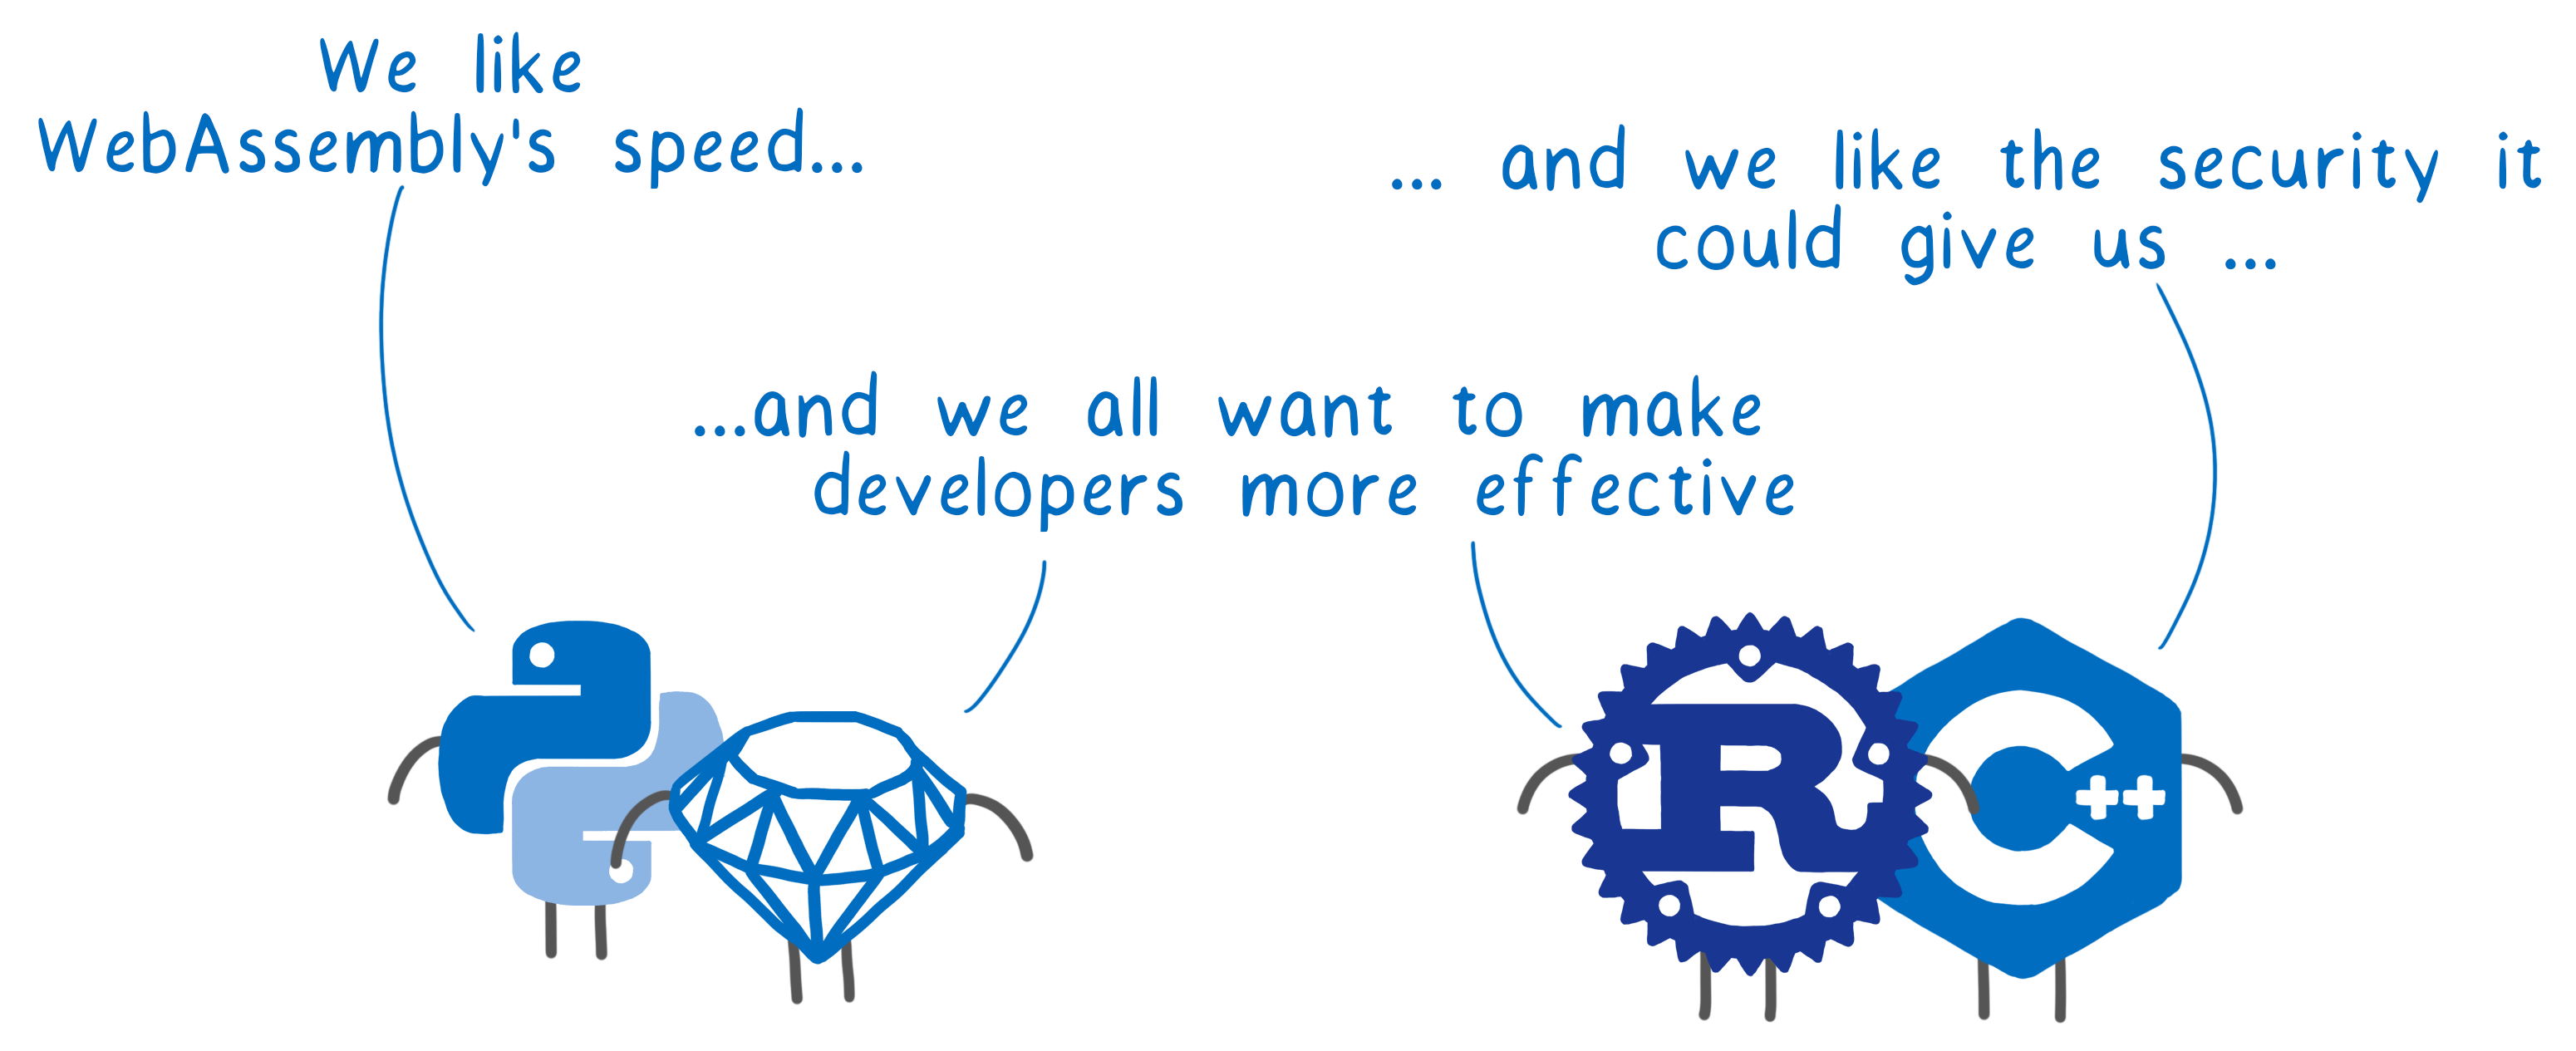 We like
WebAssembly's speed...
... and we like the security it
could give us ...
...and we all want to make
developers more effective
R
C++